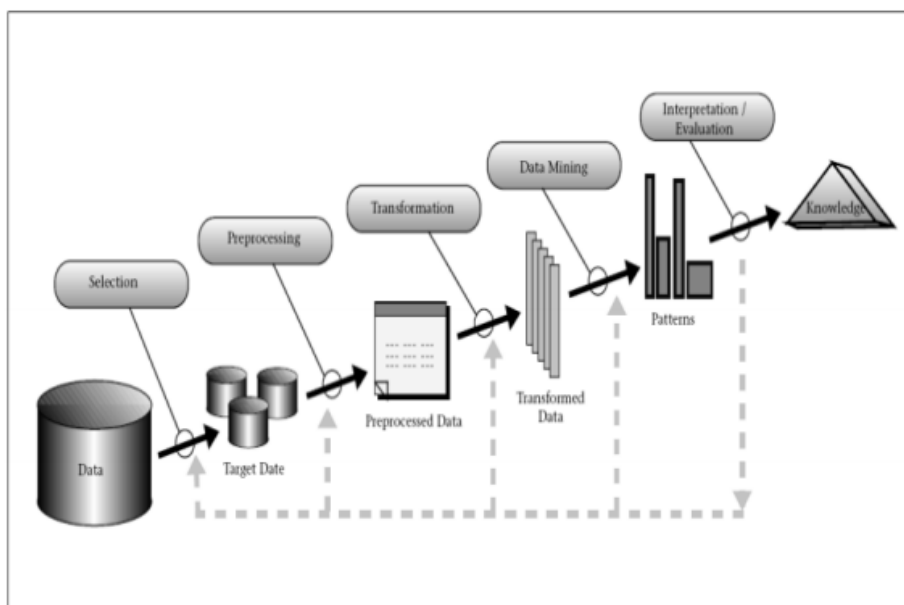 Interpretation /
Evaluation
Data Mining
Transformation
Preprocessing
Selection
Knowledge
Patterns
Transformed
Data
Preprocessed Data
Target Date
Data